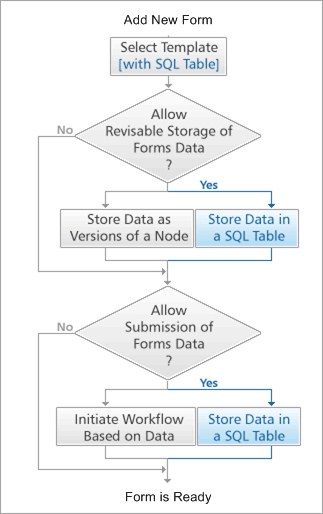 Add New Form
Select Template
[with SQL Table]
Allow
Revisable Storage of
Forms Data
?
No
Yes
Store Data as
Versions of a Node
Store Data in
a SQL Table
Allow
Submission of
Forms Data
?
No
Yes
Initiate Workflow
Based on Data
Store Data in
a SQL Table
Form is Ready